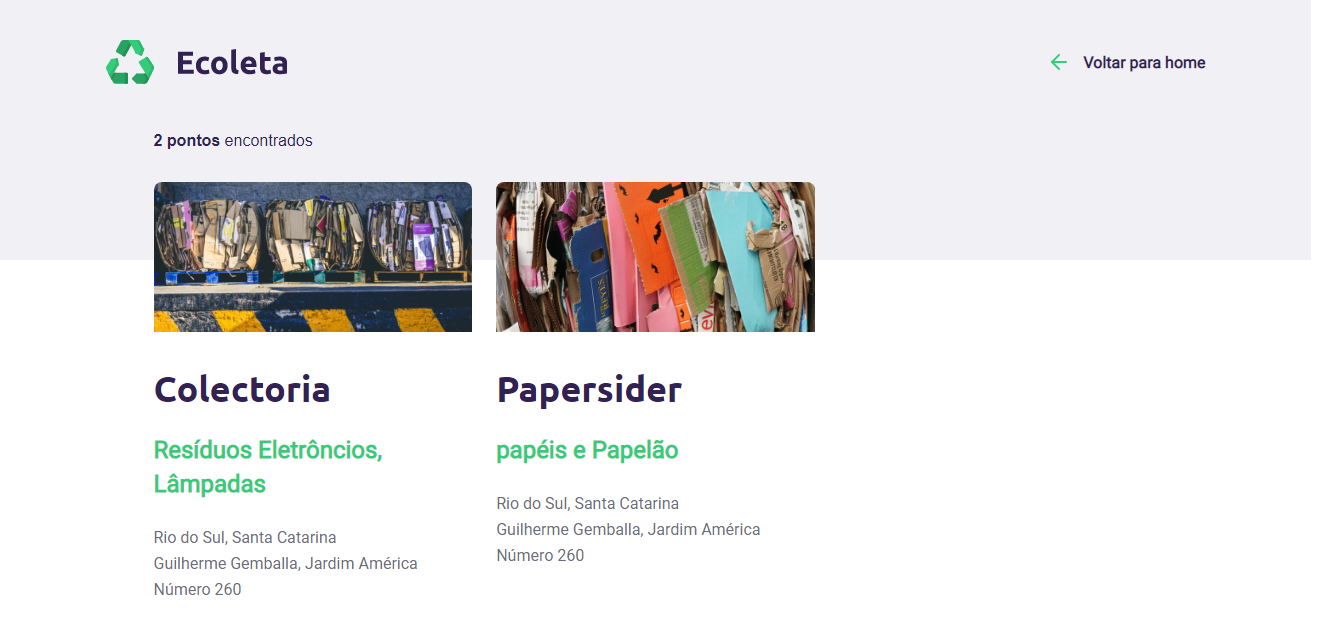 Ecoleta
Voltar para home
2 pontos encontrados
Colectoria
Resíduos Eletrôncios,
Lâmpadas
Rio do Sul, Santa Catarina
Guilherme Gemballa, Jardim América
Número 260
Papersider
papéis e Papelão
Rio do Sul, Santa Catarina
Guilherme Gemballa, Jardim América
Número 260